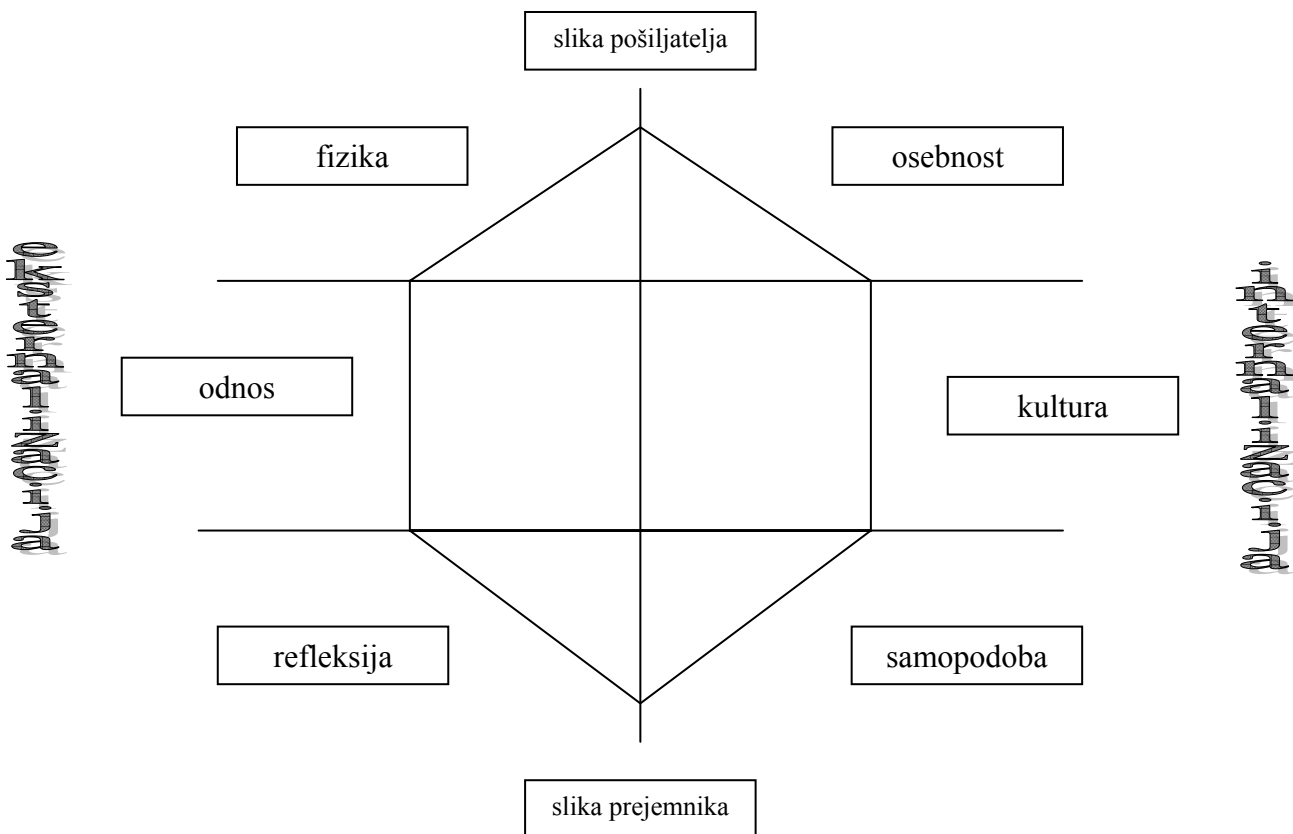 slika pošiljatelja
fizika
osebnost
eksternalizacija
internalizacija
odnos
kultura
refleksija
samopodoba
slika prejemnika